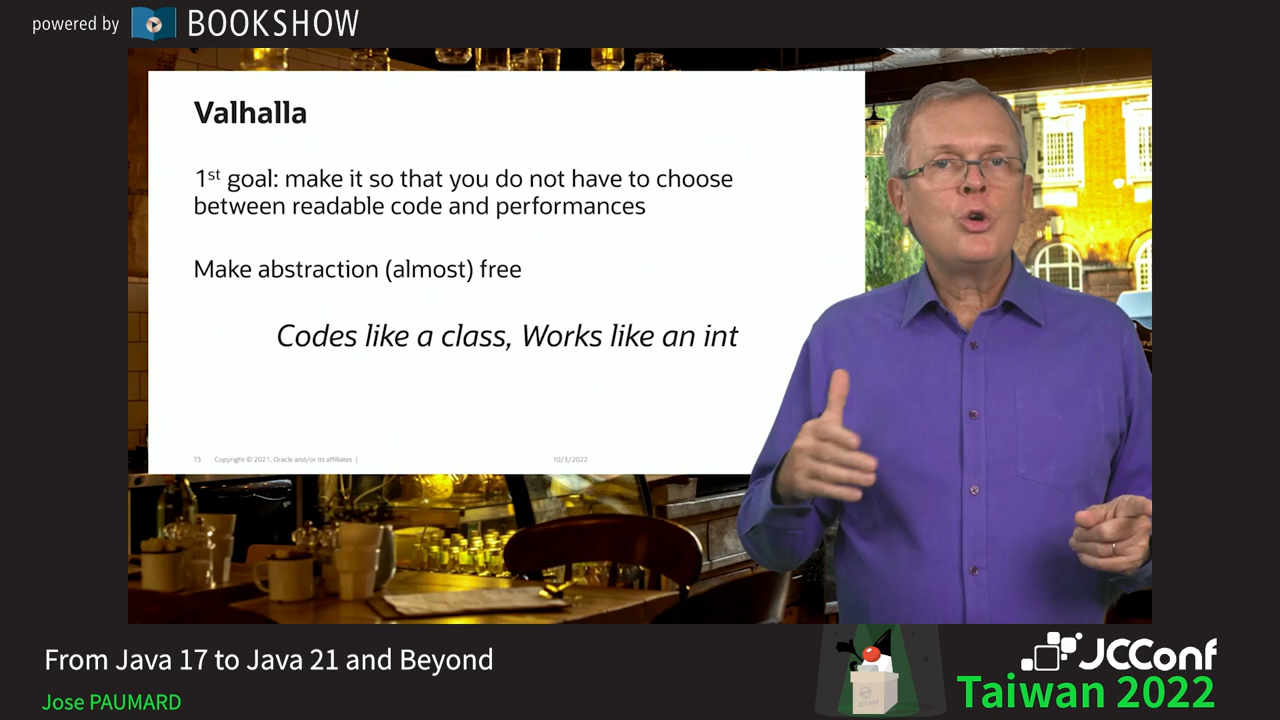 powered by BOOKSHOW
Valhalla
1st goal: make it so that you do not have to choose
between readable code and performances
Make abstraction (almost) free
Codes like a class, Works like an int
73 Copyright © 2021, Oracle and/or its affiliates |
10/3/2022
From Java 17 to Java 21 and Beyond
Jose PAUMARD
JCConf
JCConf
Taiwan 2022